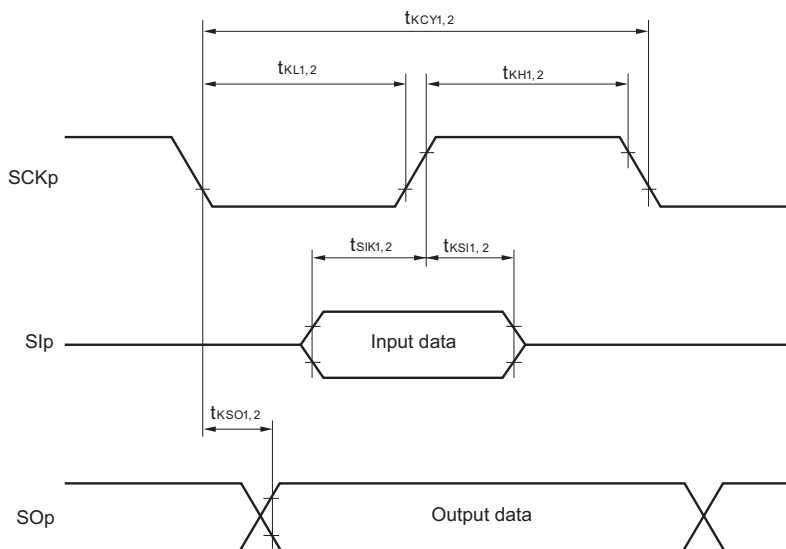 tKCY1, 2
tKL1, 2
tKH1, 2
SCKp
tSIK1, 2
tKSI1, 2
SIp
Input data
tKSO1, 2
SOp
Output data